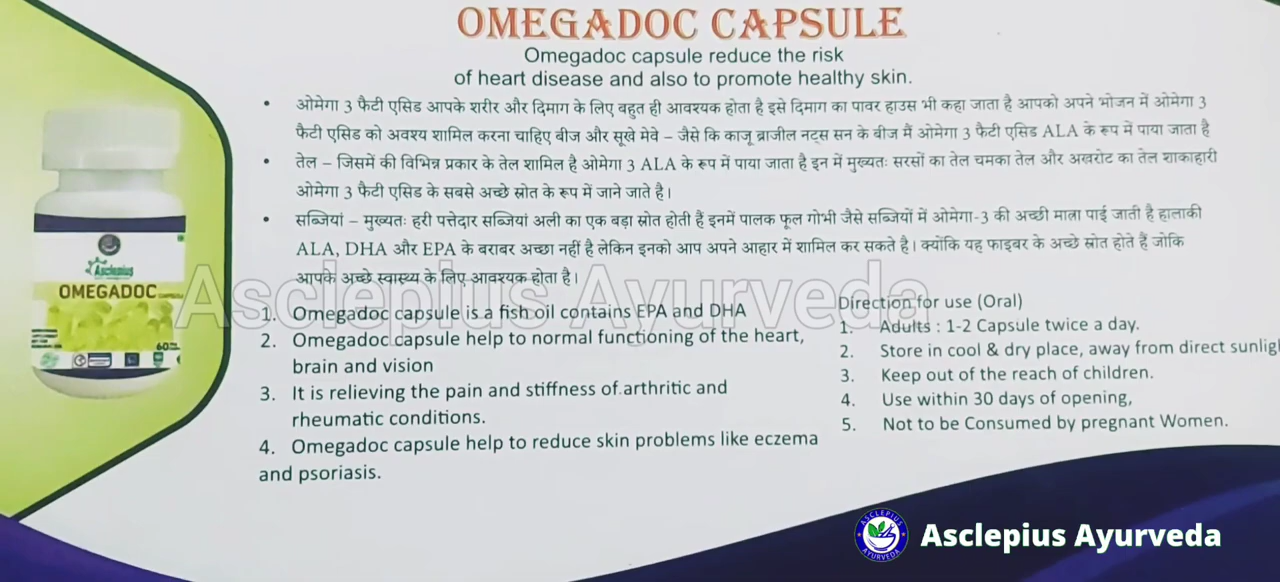 OMEGADOC CAPSULE
Omegadoc capsule reduce the risk
of heart disease and also to promote healthy skin.
• ओमेगा 3 फैटी एसिड आपके शरीर और दिमाग के लिए बहुत ही आवश्यक होता है इसे दिमाग का पावर हाउस भी कहा जाता है आपको अपने भोजन में ओमेगा 3
फैटी एसिड को अवश्य शामिल करना चाहिए बीज और सूखे मेवे – जैसे कि काजू ब्राजील नट्स सन के बीज मैं ओमेगा 3 फैटी एसिड ALA के रूप में पाया जाता है
• तेल – जिसमें की विभिन्न प्रकार के तेल शामिल है ओमेगा 3 ALA के रूप में पाया जाता है इन में मुख्यतः सरसों का तेल चमका तेल और अखरोट का तेल शाकाहारी
ओमेगा 3 फैटी एसिड के सबसे अच्छे स्रोत के रूप में जाने जाते है।
• सब्जियां – मुख्यतः हरी पत्तेदार सब्जियां अली का एक बड़ा स्रोत होती हैं इनमें पालक फूल गोभी जैसे सब्जियों में ओमेगा-3 की अच्छी मात्रा पाई जाती है हालाकी
ALA, DHA और EPA के बराबर अच्छा नहीं है लेकिन इनको आप अपने आहार में शामिल कर सकते है। क्योंकि यह फाइबर के अच्छे स्रोत होते हैं जोकि
आपके अच्छे स्वास्थ्य के लिए आवश्यक होता है।
Asclepius Ayurveda
1. Omegadoc capsule is a fish oil contains EPA and DHA
2. Omegadoc capsule help to normal functioning of the heart,
brain and vision
3. It is relieving the pain and stiffness of arthritic and
rheumatic conditions.
4. Omegadoc capsule help to reduce skin problems like eczema
and psoriasis.
Direction for use (Oral)
1. Adults : 1-2 Capsule twice a day.
2. Store in cool & dry place, away from direct sunlig
3. Keep out of the reach of children.
4. Use within 30 days of opening,
5. Not to be Consumed by pregnant Women.
Asclepius
OMEGADOC
60
ASCLEPIUS
AYURVEDA
Asclepius Ayurveda